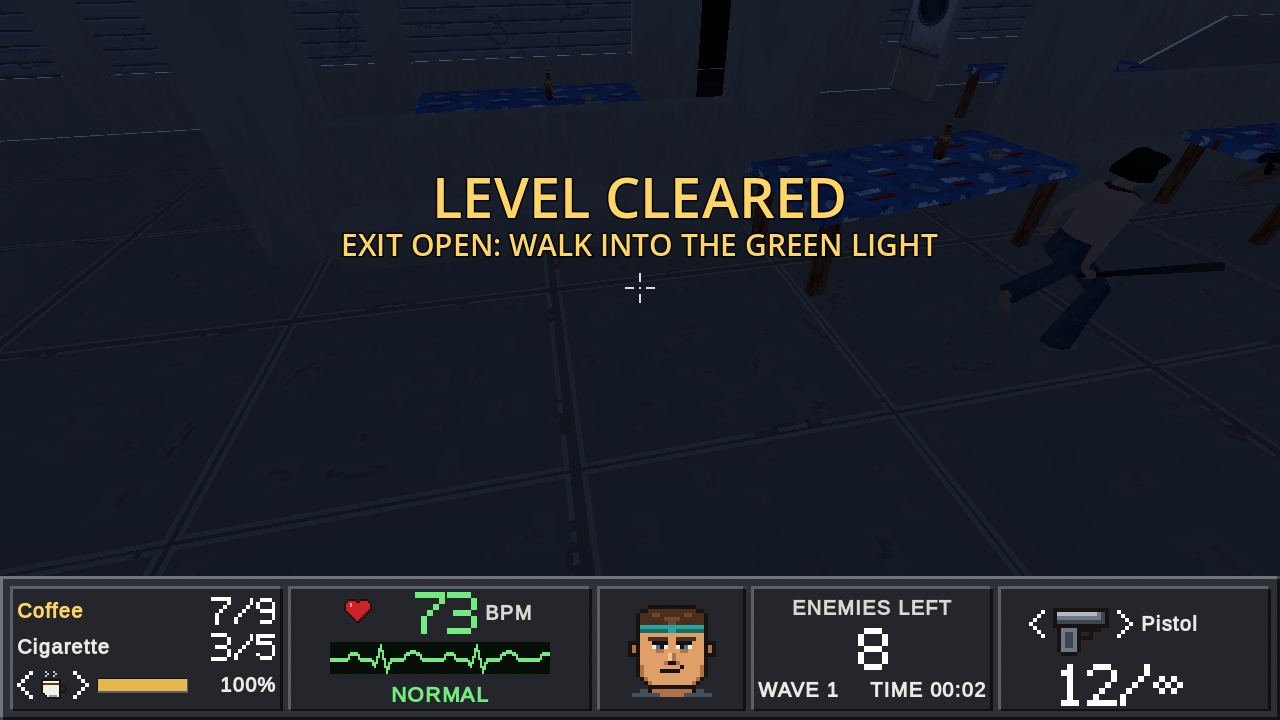 LEVEL CLEARED
EXIT OPEN: WALK INTO THE GREEN LIGHT
Coffee 7/9
Cigarette 3/5
100%
73 BPM
NORMAL
ENEMIES LEFT
8
WAVE 1 TIME 00:02
Pistol
12/∞